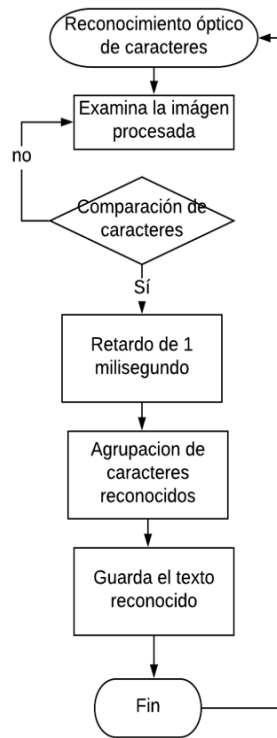 Reconocimiento óptico
de caracteres
Examina la imágen
procesada
no
Comparación de
caracteres
Sí
Retardo de 1
milisegundo
Agrupacion de
caracteres
reconocidos
Guarda el texto
reconocido
Fin